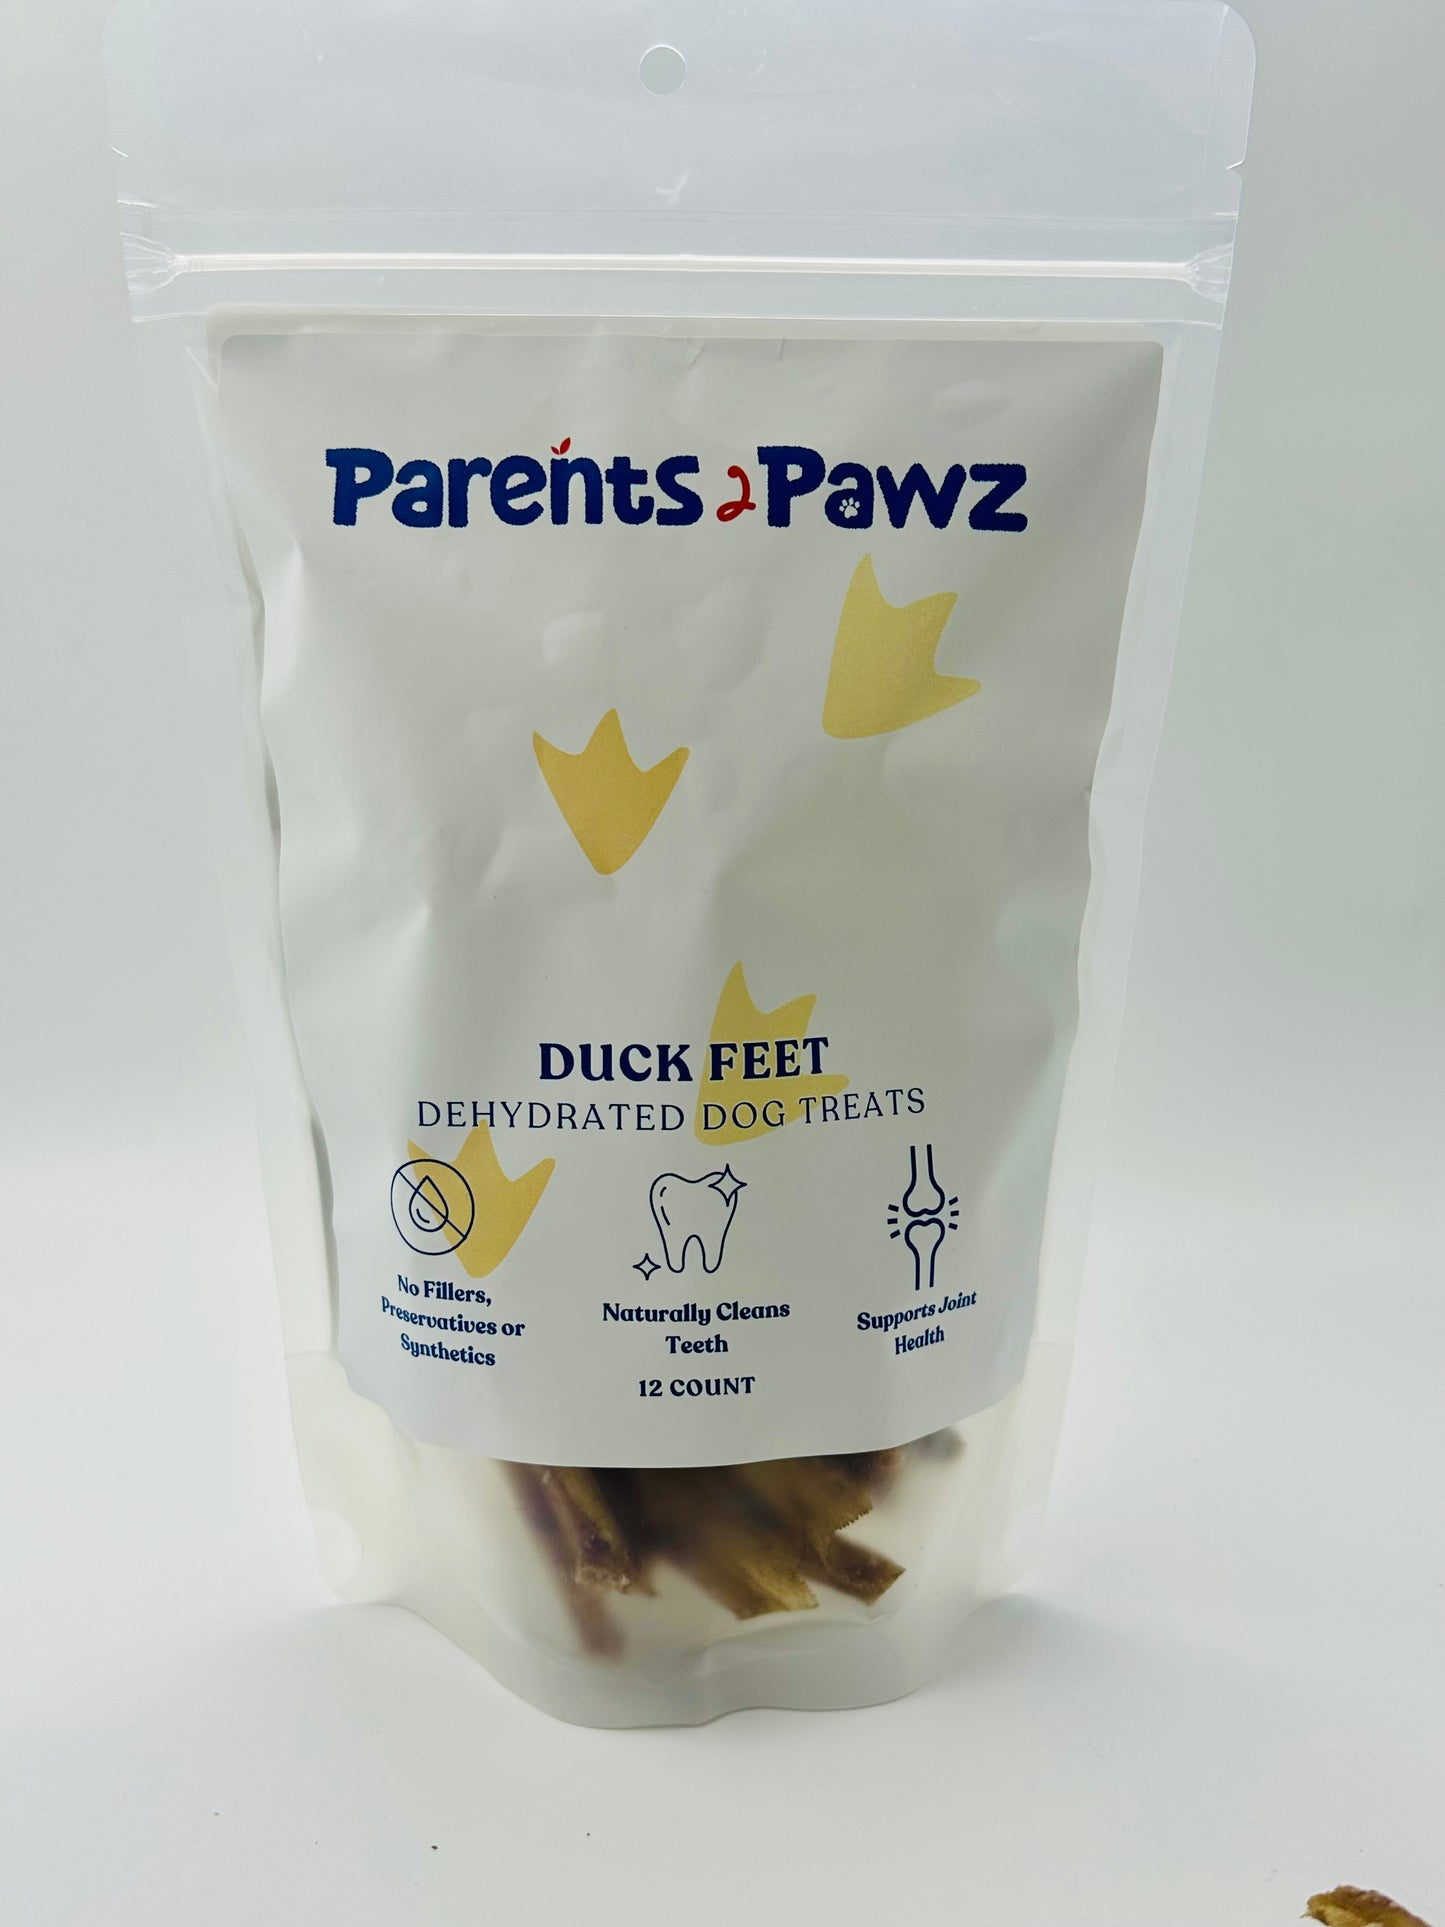 Parents 2 Pawz
DUCK FEET
DEHYDRATED DOG TREATS
No Fillers,
Preservatives or
Synthetics
Naturally Cleans
Teeth
Supports Joint
Health
12 COUNT